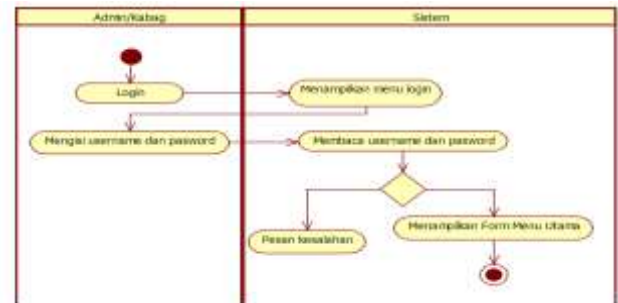 Admin/Kabag
Sistem
Login
Menampilkan menu login
Mengisi username dan pasword
Membaca username dan pasword
Pesan kesalahan
Menampilkan Form Menu Utama